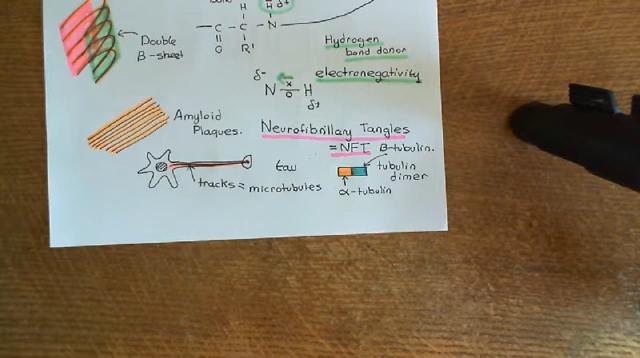 H
H δ+
— C — C — N
O
R'
Double
B-sheet
Hydrogen
bond donor
electronegativity
δ-
N x o H
δ+
Amyloid
Plaques.
Neurofibrillary Tangles
= NFT
B-tubulin.
tau
tubulin
dimer
tracks = microtubules
α-tubulin